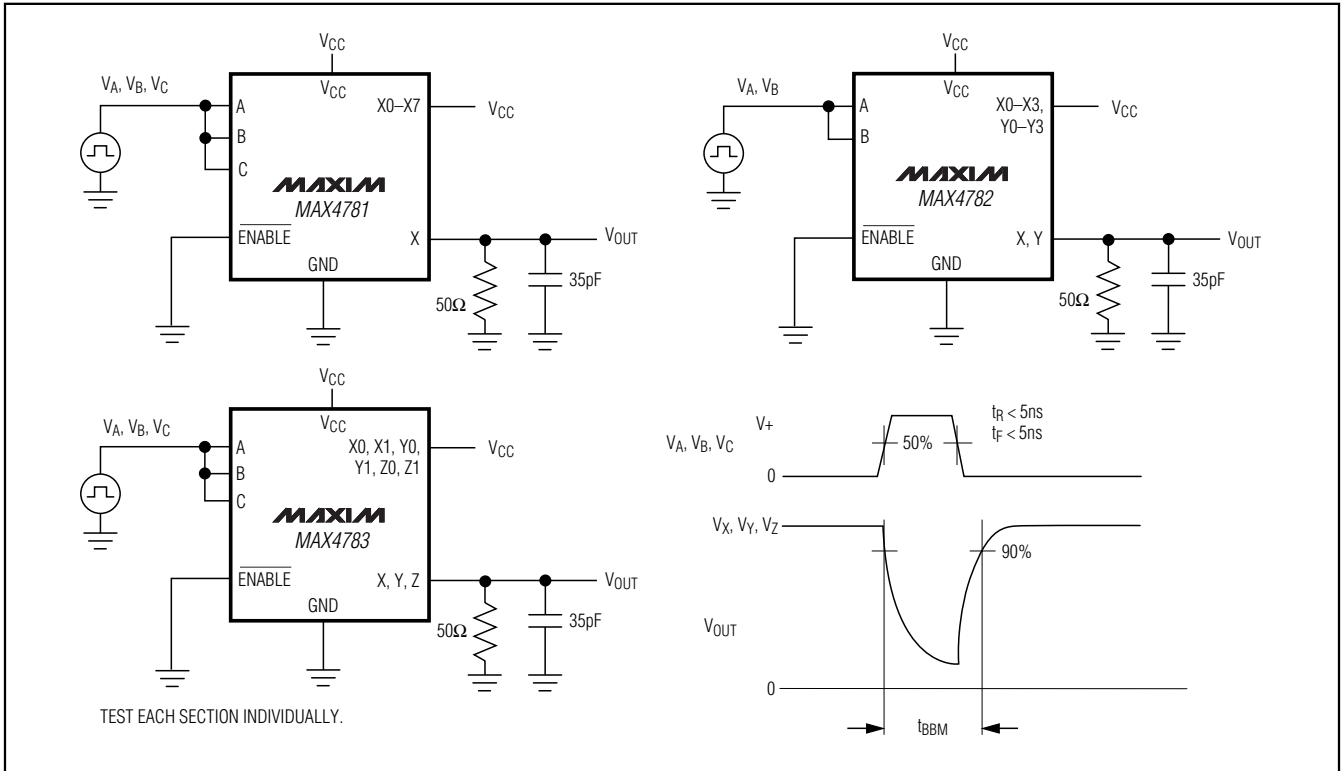 VCC
VA, VB, VC
VCC
A
X0–X7
VCC
B
C
MAXIM
MAX4781
ENABLE
X
VOUT
GND
50Ω
35pF
VCC
VA, VB
VCC
A
X0–X3,
Y0–Y3
VCC
B
MAXIM
MAX4782
ENABLE
X, Y
VOUT
GND
50Ω
35pF
VCC
VA, VB, VC
VCC
A
X0, X1, Y0,
Y1, Z0, Z1
VCC
B
C
MAXIM
MAX4783
ENABLE
X, Y, Z
VOUT
GND
50Ω
35pF
TEST EACH SECTION INDIVIDUALLY.
V+
tR < 5ns
tF < 5ns
VA, VB, VC
50%
0
VX, VY, VZ
90%
VOUT
0
tBBM